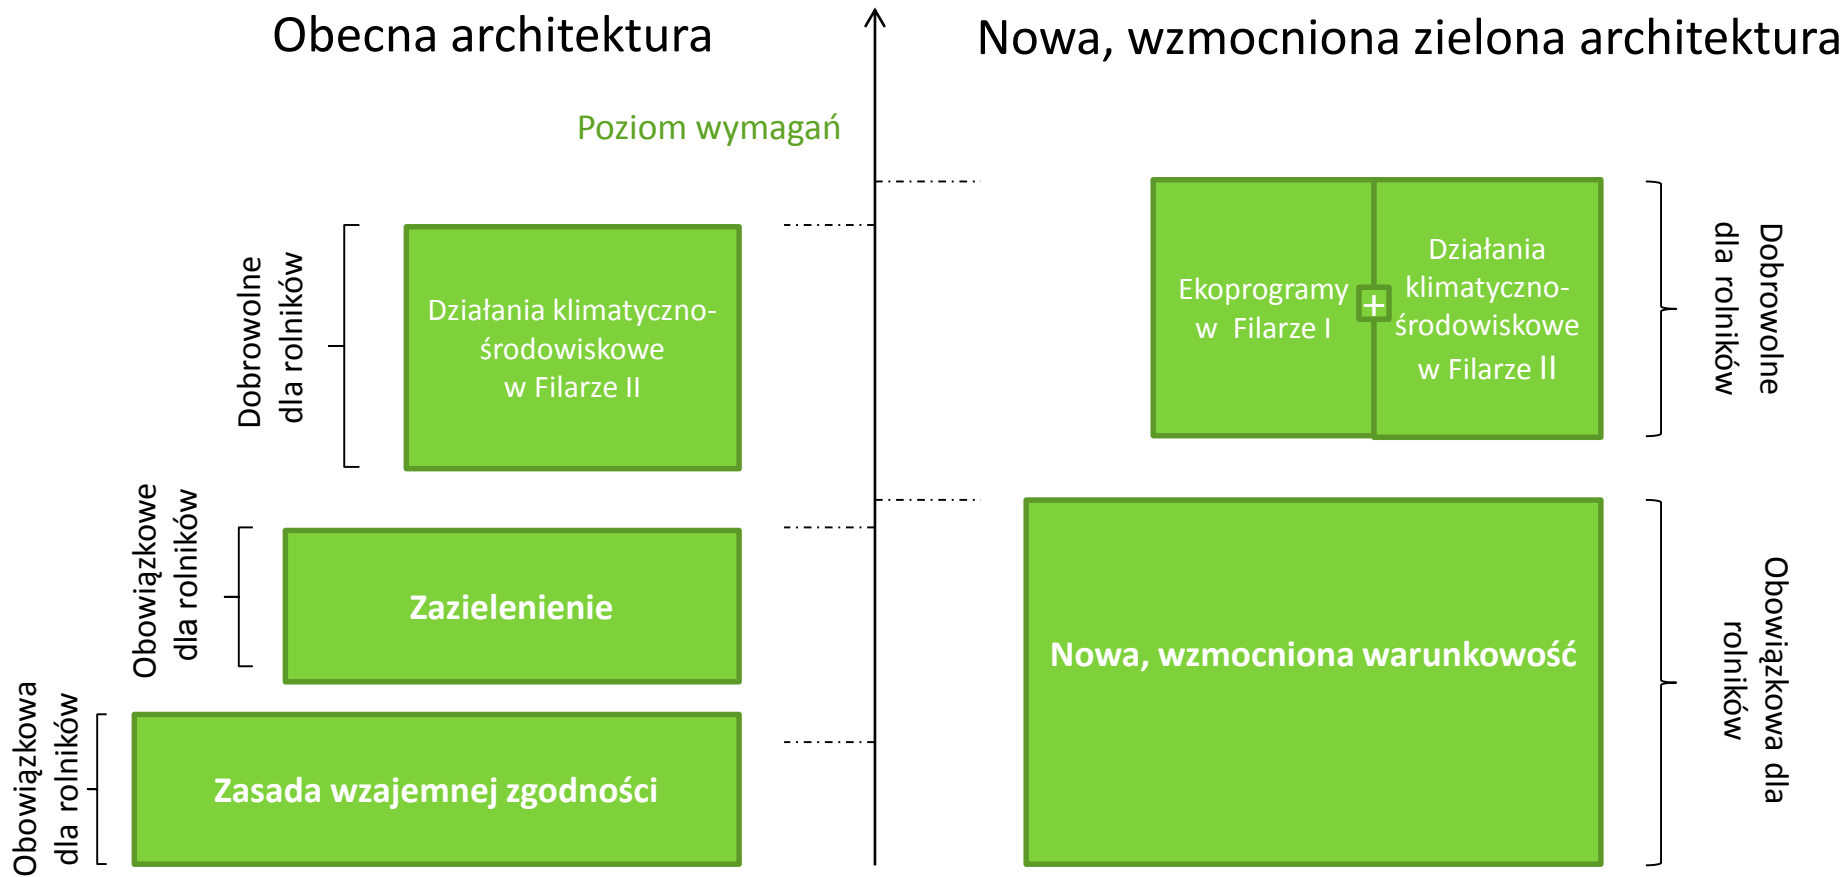 Obecna architektura
Nowa, wzmocniona zielona architektura
Poziom wymagań
Dobrowolne
dla rolników
Działania klimatyczno-
środowiskowe
w Filarze II
Obowiązkowe
dla rolników
Zazielenienie
Obowiązkowa
dla rolników
Zasada wzajemnej zgodności
Ekoprogramy
w Filarze I
+
Działania
klimatyczno-
środowiskowe
w Filarze II
Dobrowolne
dla rolników
Nowa, wzmocniona warunkowość
Obowiązkowa dla
rolników